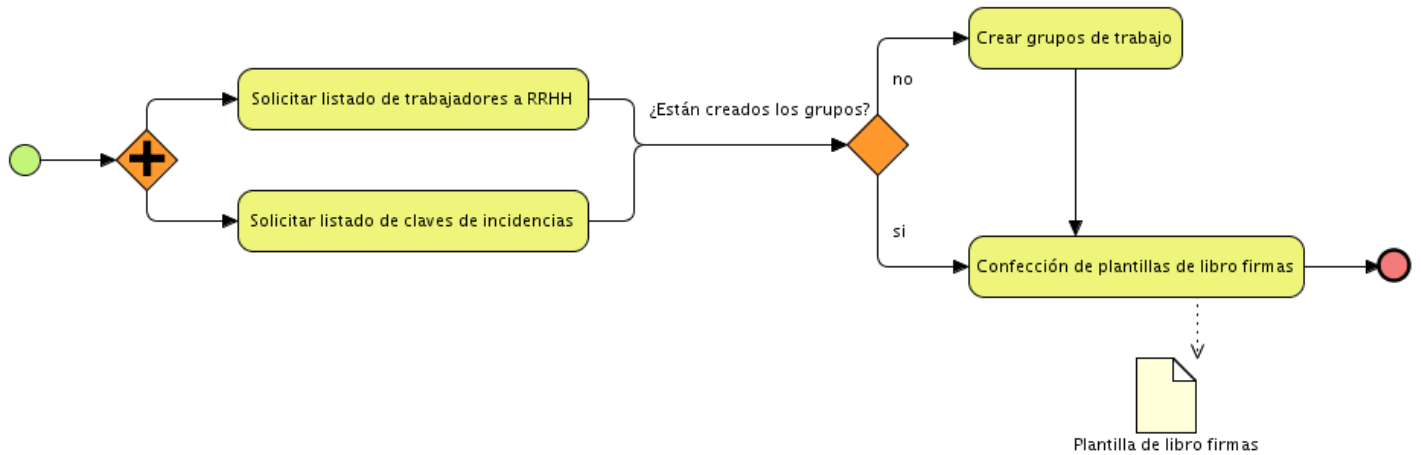 Crear grupos de trabajo
no
Solicitar listado de trabajadores a RRHH
¿Están creados los grupos?
Solicitar listado de claves de incidencias
si
Confección de plantillas de libro firmas
Plantilla de libro firmas